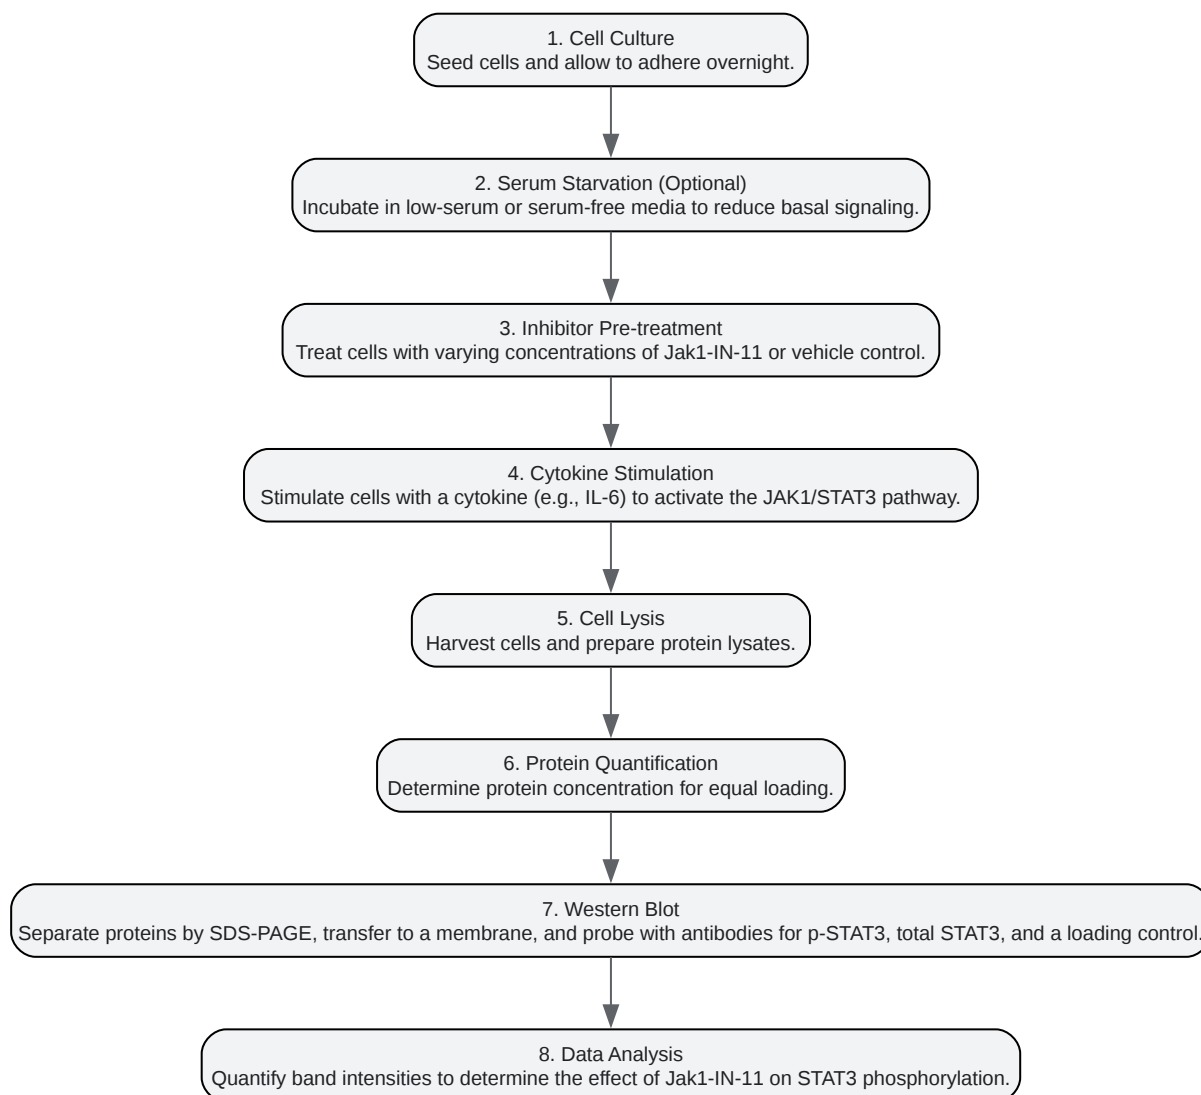 1. Cell Culture
Seed cells and allow to adhere overnight.
2. Serum Starvation (Optional)
Incubate in low-serum or serum-free media to reduce basal signaling.
3. Inhibitor Pre-treatment
Treat cells with varying concentrations of Jak1-IN-11 or vehicle control.
4. Cytokine Stimulation
Stimulate cells with a cytokine (e.g., IL-6) to activate the JAK1/STAT3 pathway.
5. Cell Lysis
Harvest cells and prepare protein lysates.
6. Protein Quantification
Determine protein concentration for equal loading.
7. Western Blot
Separate proteins by SDS-PAGE, transfer to a membrane, and probe with antibodies for p-STAT3, total STAT3, and a loading control.
8. Data Analysis
Quantify band intensities to determine the effect of Jak1-IN-11 on STAT3 phosphorylation.